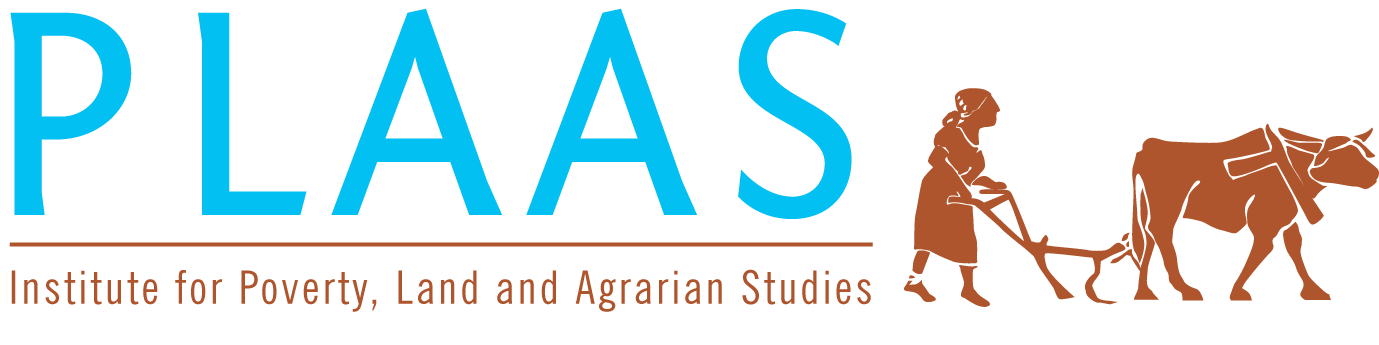 PLAAS
Institute for Poverty, Land and Agrarian Studies